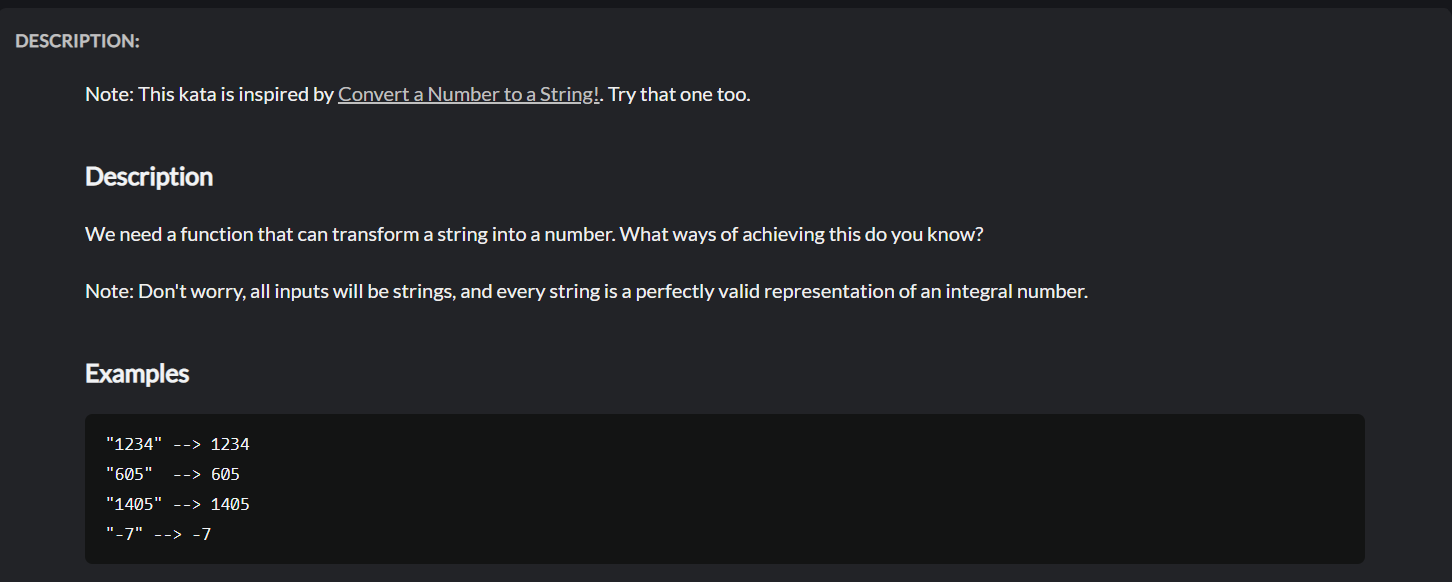 DESCRIPTION:
Note: This kata is inspired by Convert a Number to a String!. Try that one too.
Description
We need a function that can transform a string into a number. What ways of achieving this do you know?
Note: Don't worry, all inputs will be strings, and every string is a perfectly valid representation of an integral number.
Examples
"1234" --> 1234
"605"  --> 605
"1405" --> 1405
"-7" --> -7